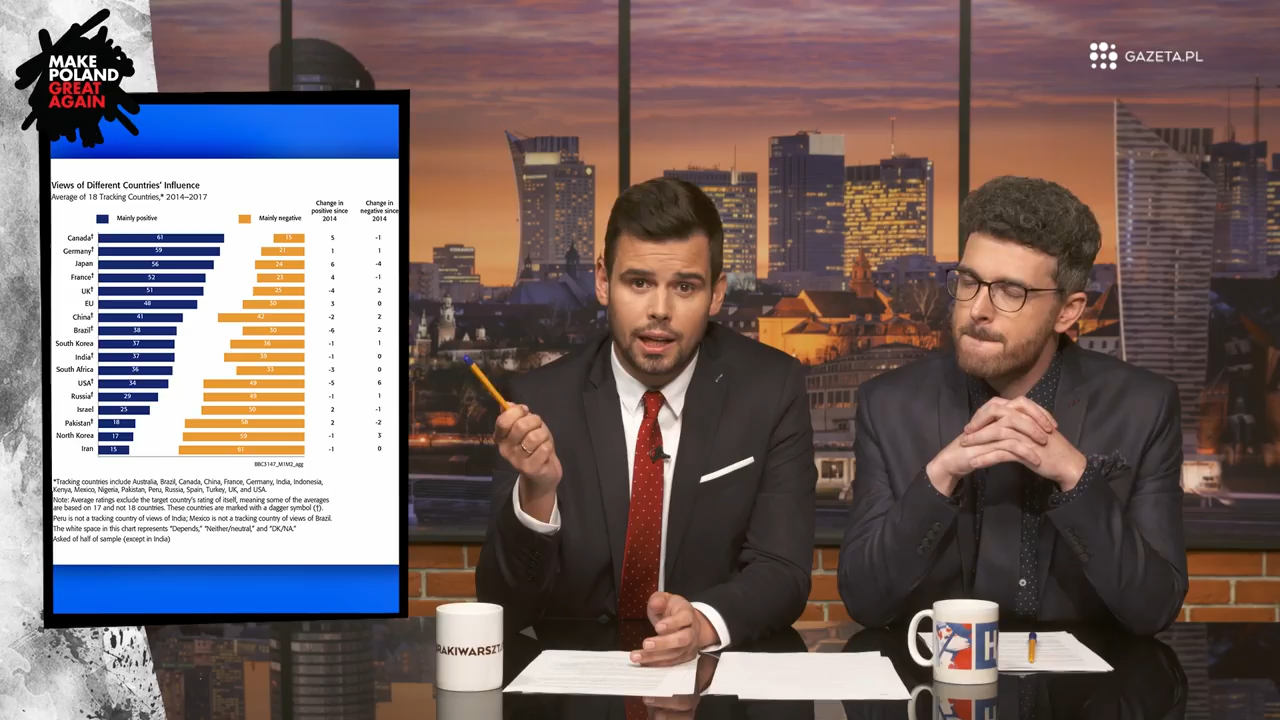 MAKE
POLAND
GREAT
AGAIN
GAZETA.PL
Views of Different Countries' Influence
Average of 18 Tracking Countries,* 2014–2017
Mainly positive
Mainly negative
Change in
positive since
2014
Change in
negative since
2014
Canada† 61 15 5 -1
Germany† 59 21 1 1
Japan 56 24 6 -4
France† 52 23 4 -1
UK† 51 25 -4 2
EU 48 30 3 0
China† 41 42 -2 2
Brazil† 38 30 -6 2
South Korea 37 36 -1 1
India† 37 39 -1 0
South Africa 36 33 -3 0
USA† 34 49 -5 6
Russia† 29 49 -1 1
Israel 25 50 2 -1
Pakistan† 18 58 2 -2
North Korea 17 59 -1 3
Iran 15 61 -1 0
BBC3147_M1M2_agg
*Tracking countries include Australia, Brazil, Canada, China, France, Germany, India, Indonesia,
Kenya, Mexico, Nigeria, Pakistan, Peru, Russia, Spain, Turkey, UK, and USA.
Note: Average ratings exclude the target country's rating of itself, meaning some of the averages
are based on 17 and not 18 countries. These countries are marked with a dagger symbol (†).
Peru is not a tracking country of views of India; Mexico is not a tracking country of views of Brazil.
The white space in this chart represents "Depends," "Neither/neutral," and "DK/NA."
Asked of half of sample (except in India)
RAKIWARSZT
H